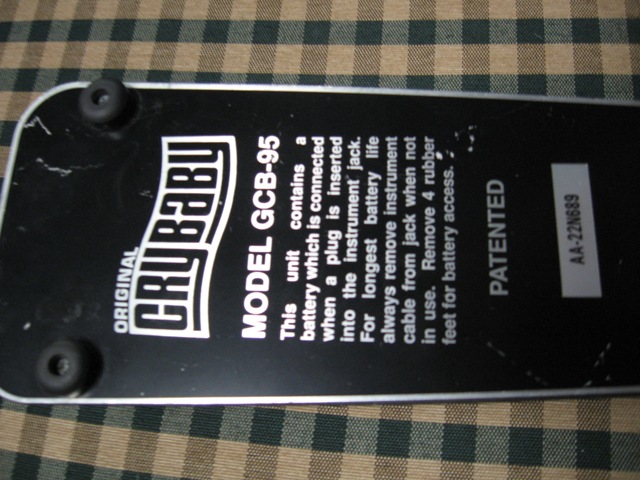 ORIGINAL
CRYBABY
MODEL GCB-95
This unit contains a
battery which is connected
when a plug is inserted
into the instrument jack.
For longest battery life
always remove instrument
cable from jack when not
in use. Remove 4 rubber
feet for battery access.
PATENTED
AA-22N689